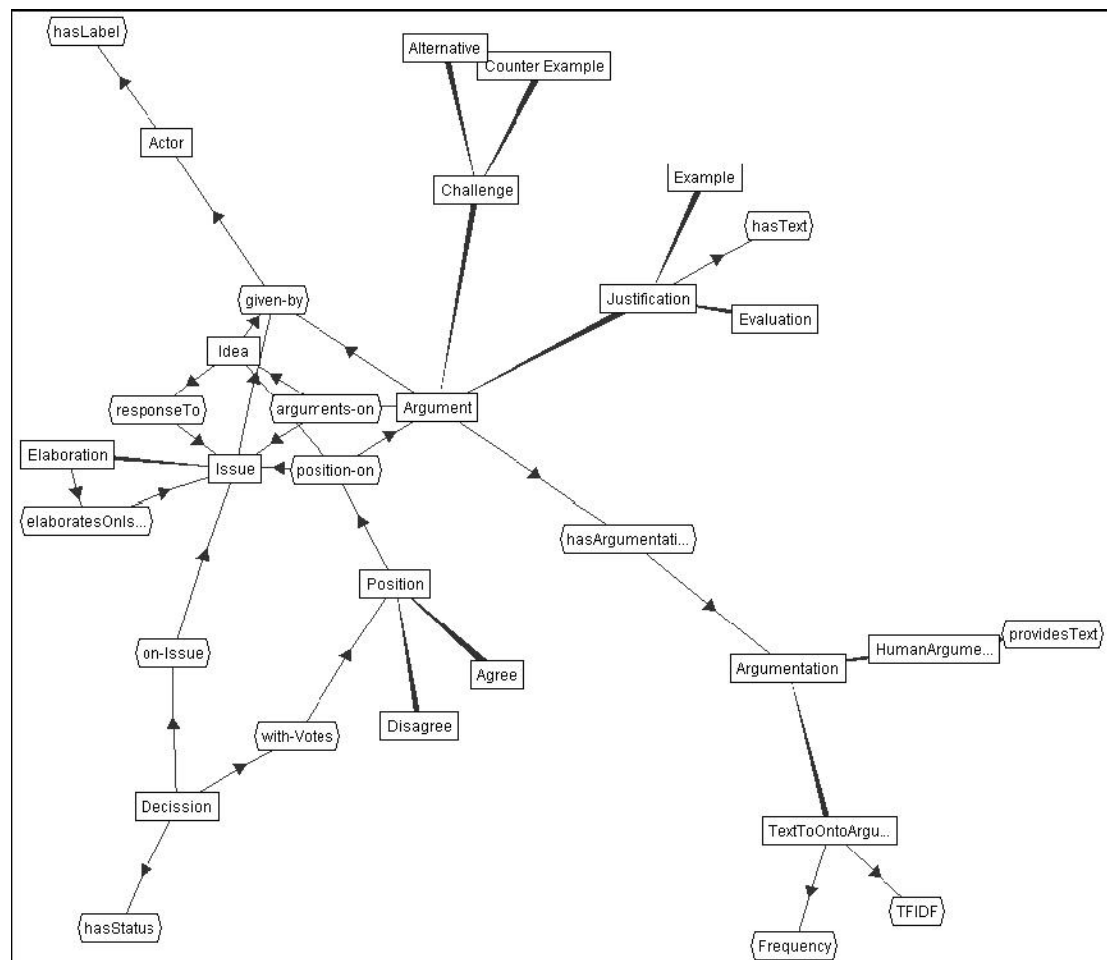 hasLabel
Alternative
Counter Example
Actor
Challenge
Example
hasText
given-by
Justification
Evaluation
Idea
responseTo
arguments-on
Argument
Elaboration
Issue
position-on
elaboratesOnIs...
hasArgumentati...
Position
on-Issue
providesText
HumanArgume...
Argumentation
Agree
Disagree
with-Votes
Decission
TextToOntoArgu...
TFIDF
hasStatus
Frequency